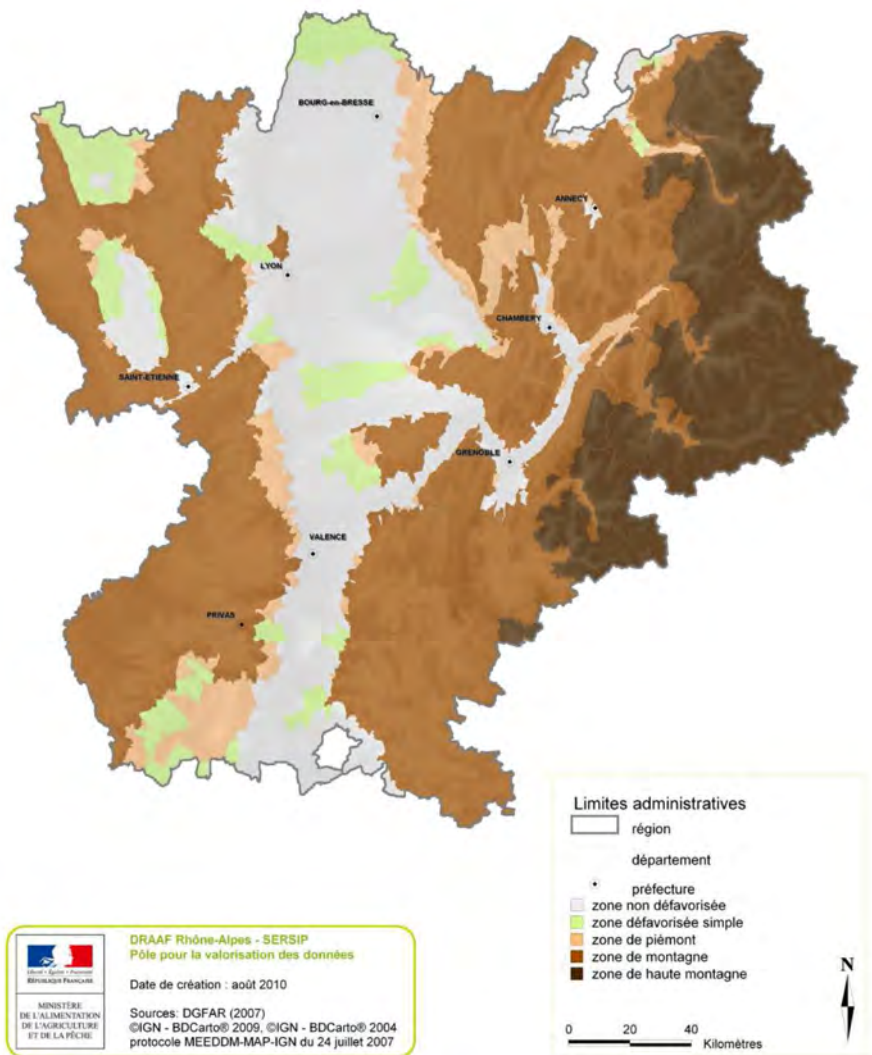 BOURG-en-BRESSE
ANNECY
LYON
CHAMBERY
SAINT-ETIENNE
GRENOBLE
VALENCE
PRIVAS
Limites administratives
région
département
préfecture
zone non défavorisée
zone défavorisée simple
zone de piémont
zone de montagne
zone de haute montagne
N
0 20 40 Kilomètres
Liberté • Égalité • Fraternité
RÉPUBLIQUE FRANÇAISE
MINISTÈRE
DE L'ALIMENTATION
DE L'AGRICULTURE
ET DE LA PÊCHE
DRAAF Rhône-Alpes - SERSIP
Pôle pour la valorisation des données
Date de création : août 2010
Sources: DGFAR (2007)
©IGN - BDCarto® 2009, ©IGN - BDCarto® 2004
protocole MEEDDM-MAP-IGN du 24 juillet 2007